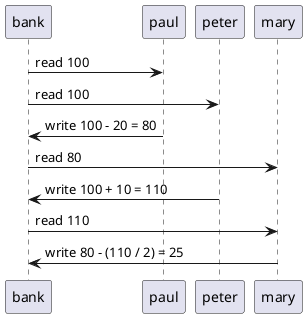 bank paul peter mary
read 100
read 100
write 100 - 20 = 80
read 80
write 100 + 10 = 110
read 110
write 80 - (110 / 2) = 25
bank paul peter mary